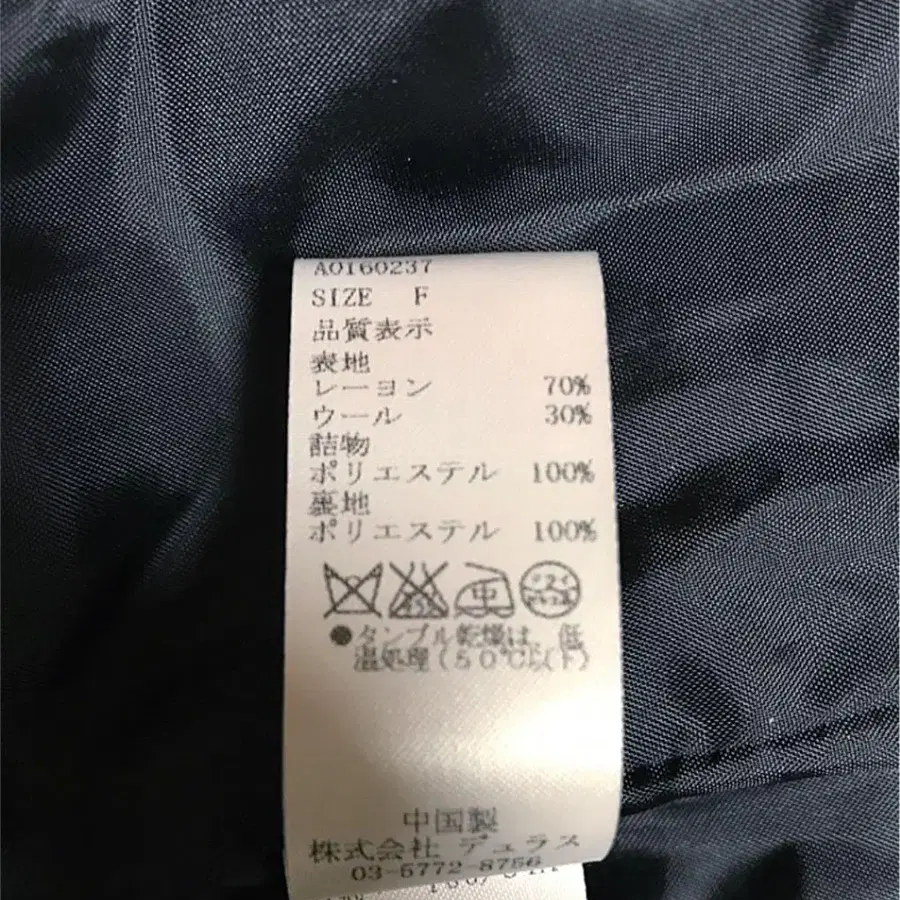 A0160237
SIZE F
品質表示
表地
レーヨン 70%
ウール 30%
詰物
ポリエステル 100%
裏地
ポリエステル 100%
中
●タンブル乾燥は、低
温処理(50℃以下)
中国製
株式会社 デュラス
03-5772-8756